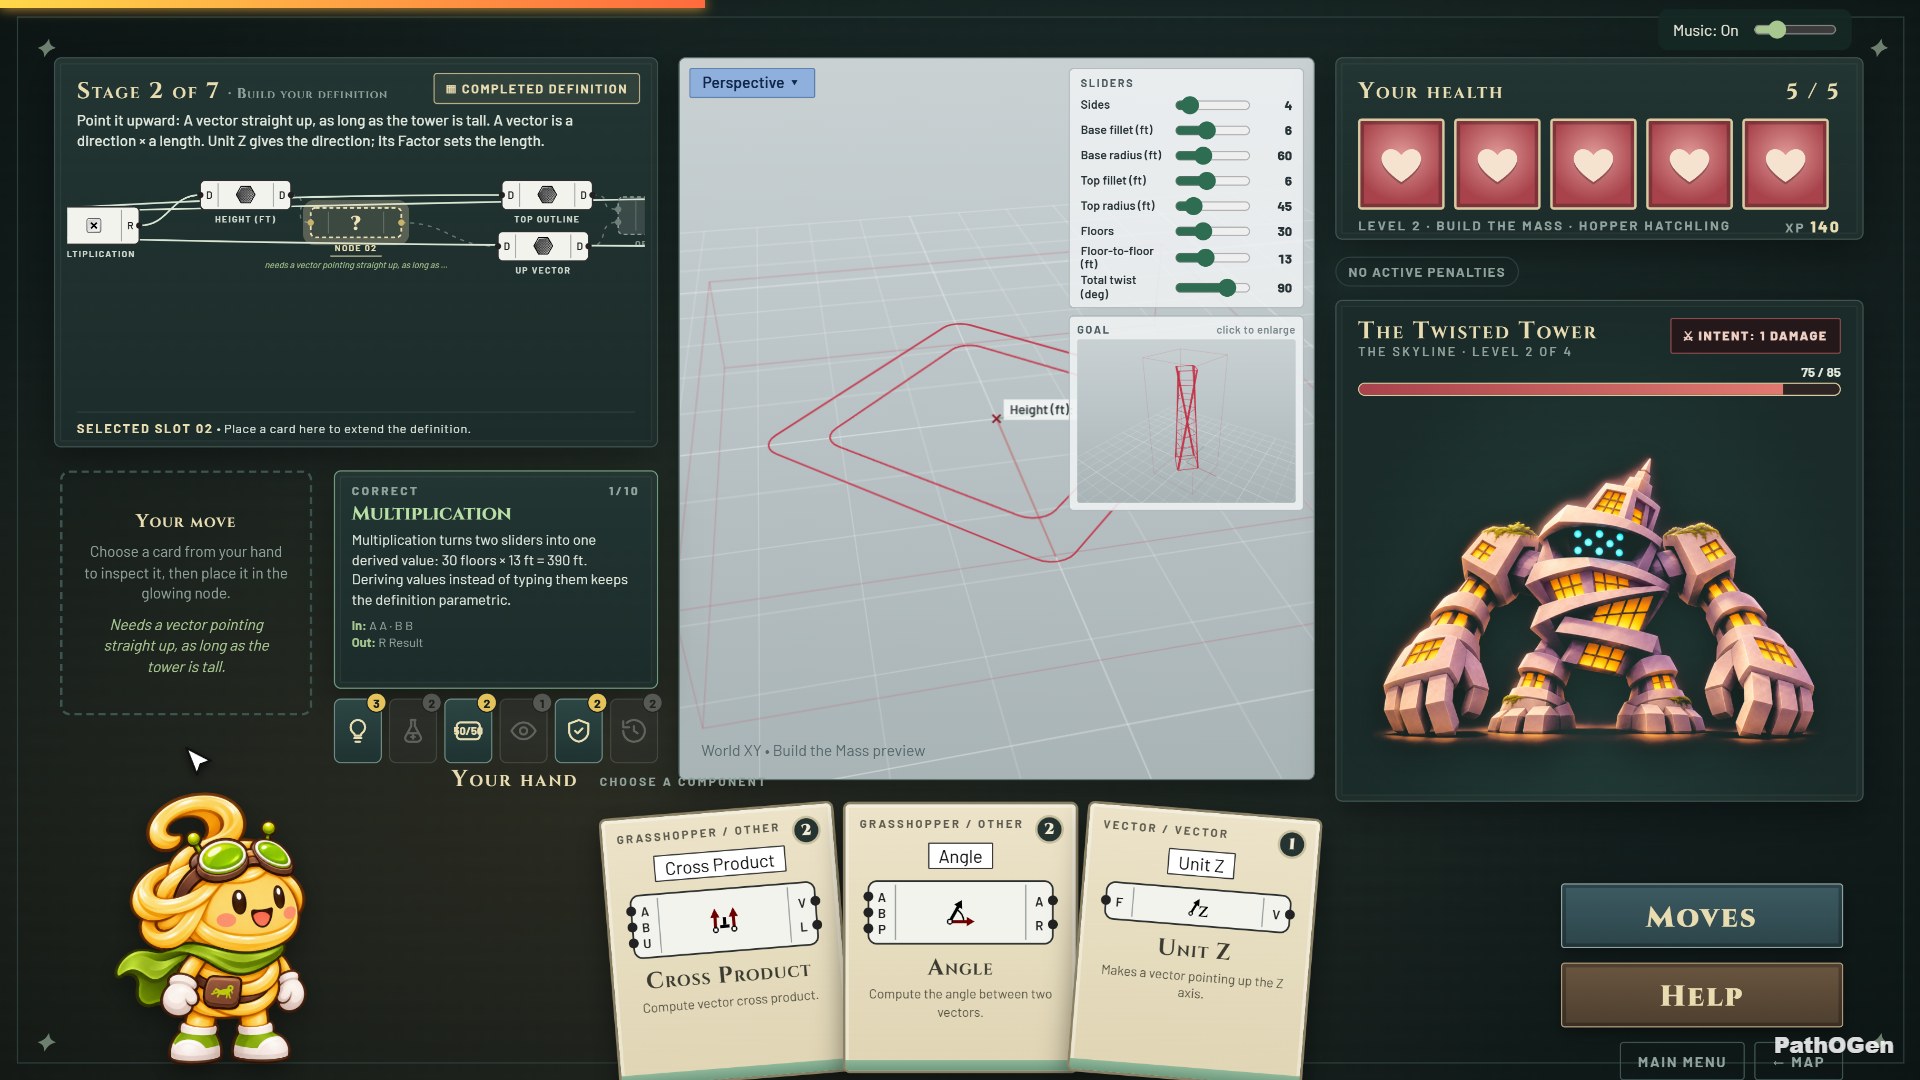 Music: On
STAGE 2 OF 7 · BUILD YOUR DEFINITION
COMPLETED DEFINITION
Point it upward: A vector straight up, as long as the tower is tall. A vector is a
direction × a length. Unit Z gives the direction; Its Factor sets the length.
D D
HEIGHT (FT)
R
LTIPLICATION
?
NODE 02
needs a vector pointing straight up, as long as ...
D D
TOP OUTLINE
D D
UP VECTOR
SELECTED SLOT 02 • Place a card here to extend the definition.
YOUR MOVE
Choose a card from your hand
to inspect it, then place it in the
glowing node.
Needs a vector pointing
straight up, as long as the
tower is tall.
CORRECT
1/10
MULTIPLICATION
Multiplication turns two sliders into one
derived value: 30 floors × 13 ft = 390 ft.
Deriving values instead of typing them keeps
the definition parametric.
In: A A · B B
Out: R Result
3
2
50/50
2
1
2
2
YOUR HAND
CHOOSE A COMPONENT
Perspective ▼
Height (ft)
World XY • Build the Mass preview
SLIDERS
Sides 4
Base fillet (ft) 6
Base radius (ft) 60
Top fillet (ft) 6
Top radius (ft) 45
Floors 30
Floor-to-floor
(ft) 13
Total twist
(deg) 90
GOAL
click to enlarge
YOUR HEALTH
5 / 5
LEVEL 2 · BUILD THE MASS · HOPPER HATCHLING
XP 140
NO ACTIVE PENALTIES
THE TWISTED TOWER
THE SKYLINE · LEVEL 2 OF 4
INTENT: 1 DAMAGE
75 / 85
GRASSHOPPER / OTHER
2
Cross Product
A
B
U
V
L
CROSS PRODUCT
Compute vector cross product.
GRASSHOPPER / OTHER
2
Angle
A
B
P
A
R
ANGLE
Compute the angle between two
vectors.
VECTOR / VECTOR
1
Unit Z
F
Z
V
UNIT Z
Makes a vector pointing up the Z
axis.
MOVES
HELP
MAIN MENU
← MAP
PathOGen